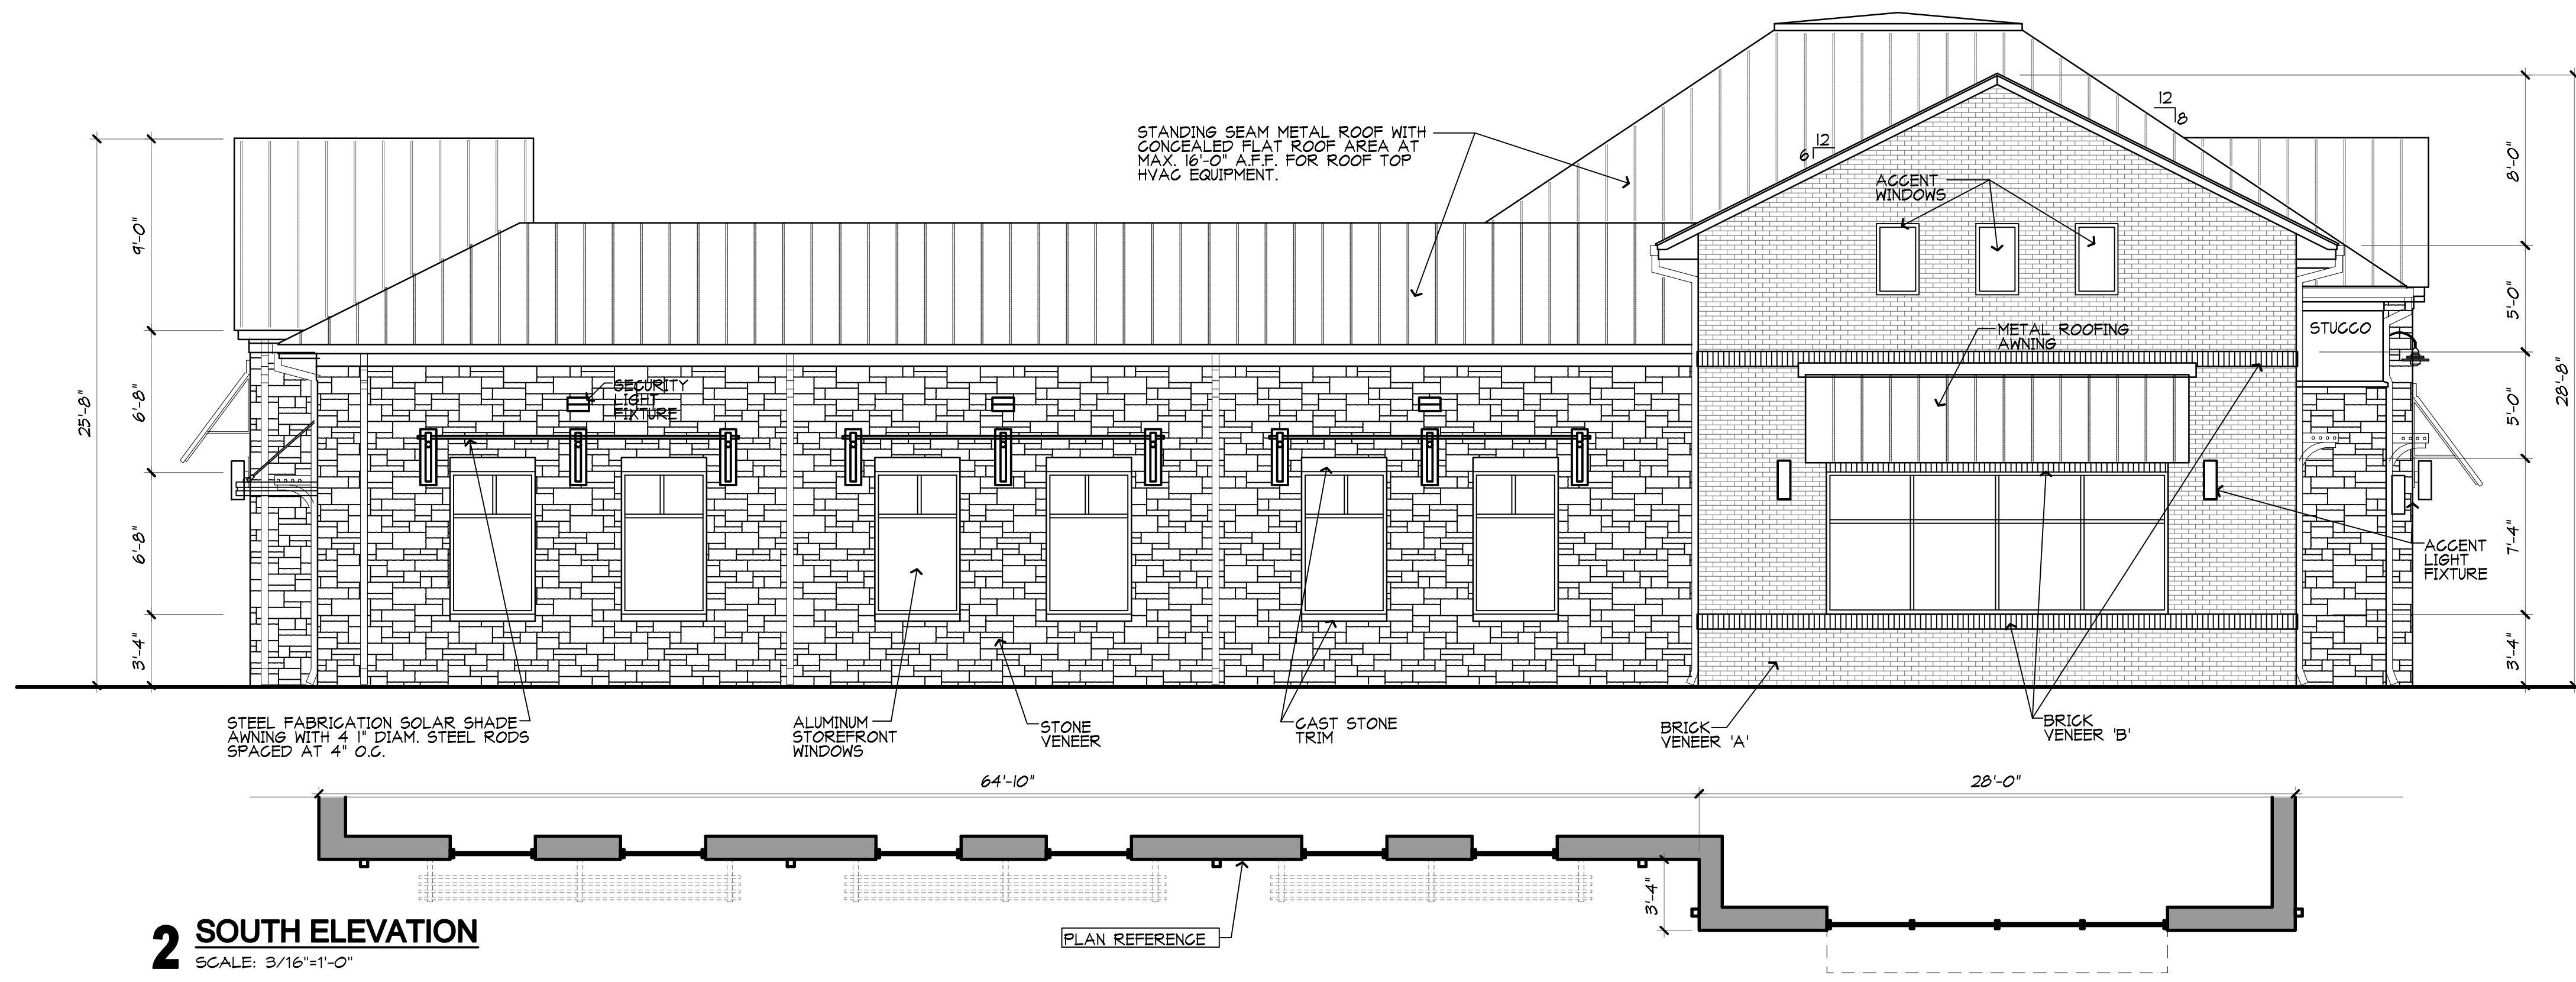 STANDING SEAM METAL ROOF WITH
CONCEALED FLAT ROOF AREA AT
MAX. 16'-0" A.F.F. FOR ROOF TOP
HVAC EQUIPMENT.
12
6
12
8
ACCENT
WINDOWS
METAL ROOFING
AWNING
STUCCO
SECURITY
LIGHT
FIXTURE
ACCENT
LIGHT
FIXTURE
25'-8"
9'-0"
6'-8"
6'-8"
3'-4"
8'-0"
5'-0"
5'-0"
7'-4"
3'-4"
28'-8"
STEEL FABRICATION SOLAR SHADE
AWNING WITH 4 1" DIAM. STEEL RODS
SPACED AT 4" O.C.
ALUMINUM
STOREFRONT
WINDOWS
STONE
VENEER
CAST STONE
TRIM
BRICK
VENEER 'A'
BRICK
VENEER 'B'
64'-10"
28'-0"
3'-4"
PLAN REFERENCE
2 SOUTH ELEVATION
SCALE: 3/16"=1'-0"